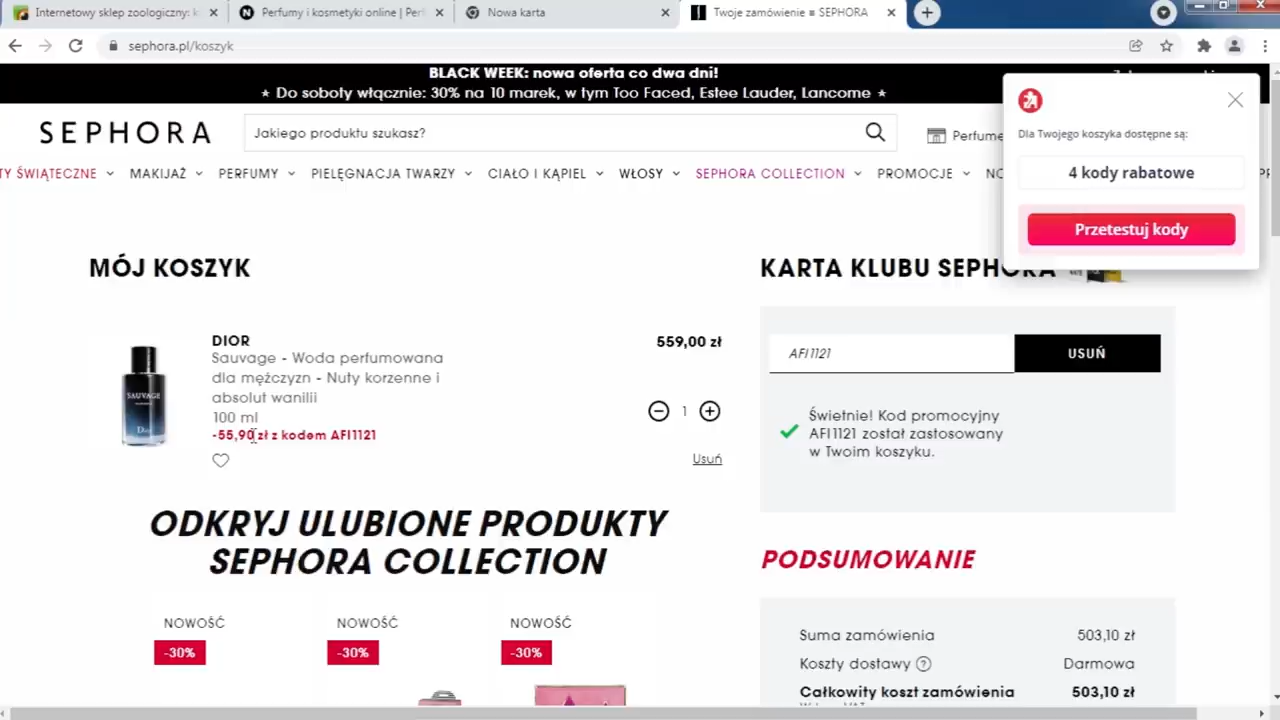 Internetowy sklep zoologiczny:
Perfumy i kosmetyki online | Perf
Nowa karta
Twoje zamówienie ≡ SEPHORA
sephora.pl/koszyk
BLACK WEEK: nowa oferta co dwa dni!
★ Do soboty włącznie: 30% na 10 marek, w tym Too Faced, Estee Lauder, Lancome ★
SEPHORA
Jakiego produktu szukasz?
Perfume
TY ŚWIĄTECZNE
MAKIJAŻ
PERFUMY
PIELĘGNACJA TWARZY
CIAŁO I KĄPIEL
WŁOSY
SEPHORA COLLECTION
PROMOCJE
Dla Twojego koszyka dostępne są:
4 kody rabatowe
Przetestuj kody
MÓJ KOSZYK
DIOR
559,00 zł
Sauvage - Woda perfumowana
dla mężczyzn - Nuty korzenne i
absolut wanilii
100 ml
1
-55,90 zł z kodem AFI1121
Usuń
ODKRYJ ULUBIONE PRODUKTY
SEPHORA COLLECTION
NOWOŚĆ
NOWOŚĆ
NOWOŚĆ
-30%
-30%
-30%
KARTA KLUBU SEPHORA
AFI1121
USUŃ
Świetnie! Kod promocyjny
AFI1121 został zastosowany
w Twoim koszyku.
PODSUMOWANIE
Suma zamówienia 503,10 zł
Koszty dostawy ? Darmowa
Całkowity koszt zamówienia 503,10 zł